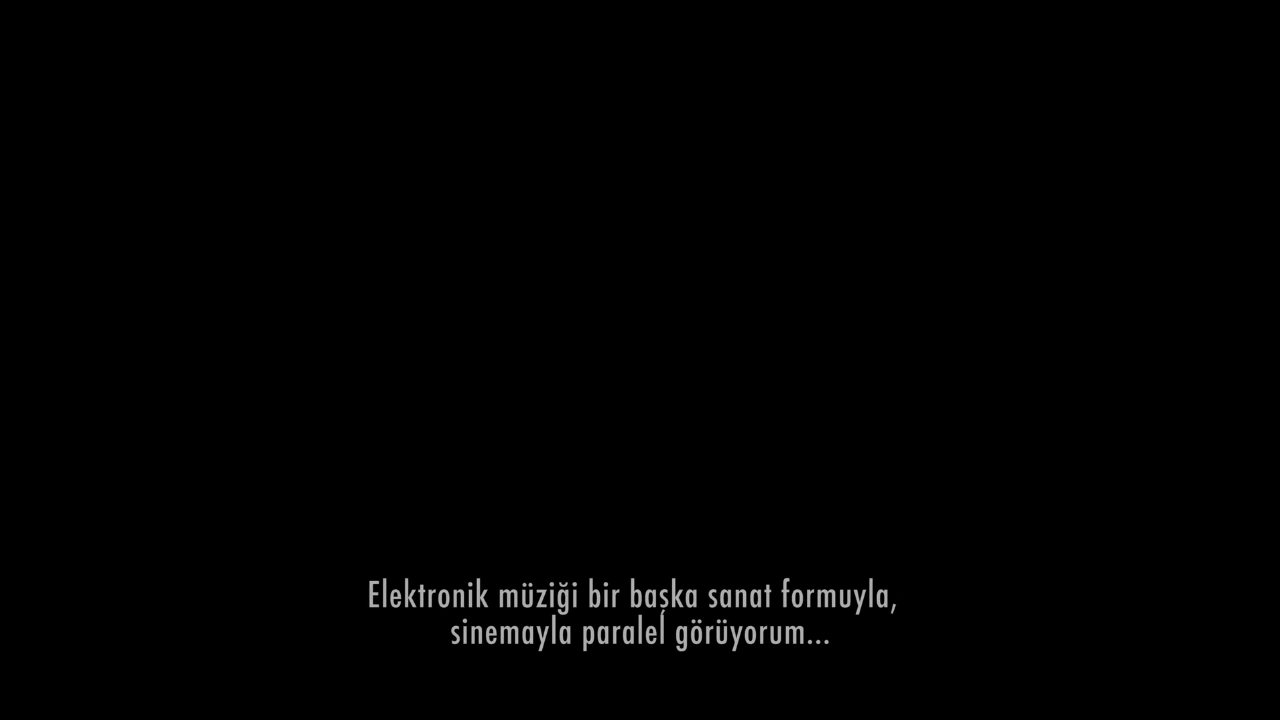 Elektronik müziği bir başka sanat formuyla,
sinemayla paralel görüyorum...